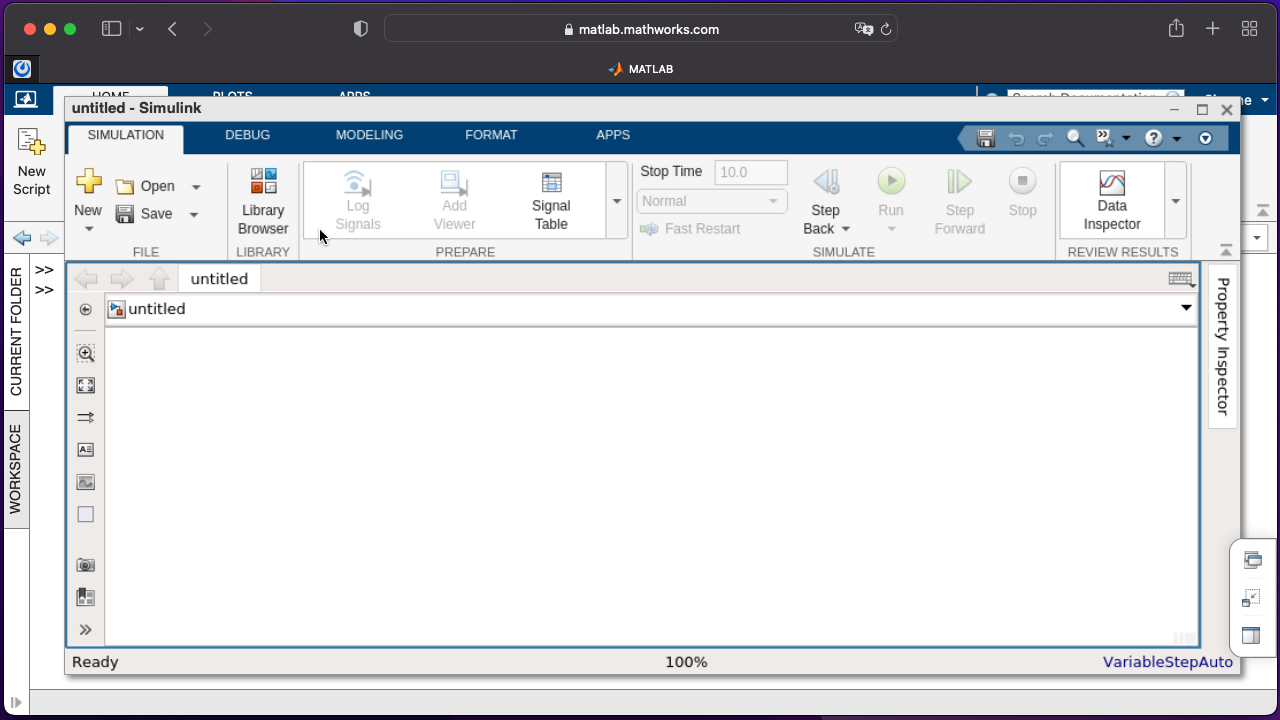 matlab.mathworks.com
MATLAB
HOME PLOTS APPS Search Documentation
untitled - Simulink
SIMULATION DEBUG MODELING FORMAT APPS
New
Script
New
Open
Save
FILE
Library
Browser
LIBRARY
Log
Signals
Add
Viewer
Signal
Table
PREPARE
Stop Time 10.0
Normal
Fast Restart
Step
Back
Run
Step
Forward
Stop
SIMULATE
Data
Inspector
REVIEW RESULTS
>>
>>
CURRENT FOLDER
WORKSPACE
untitled
untitled
Property Inspector
Ready 100% VariableStepAuto